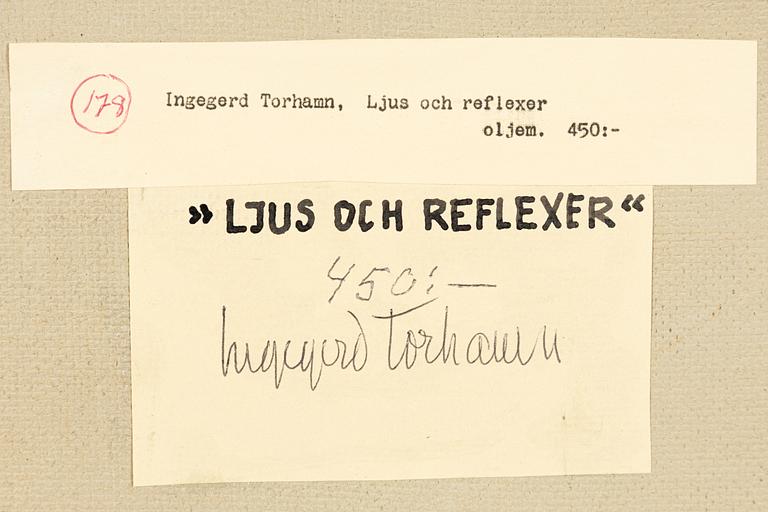 178 Ingegerd Torhamn, Ljus och reflexer
oljem. 450:-
»LJUS OCH REFLEXER«
450:—
Ingegerd Torhamn